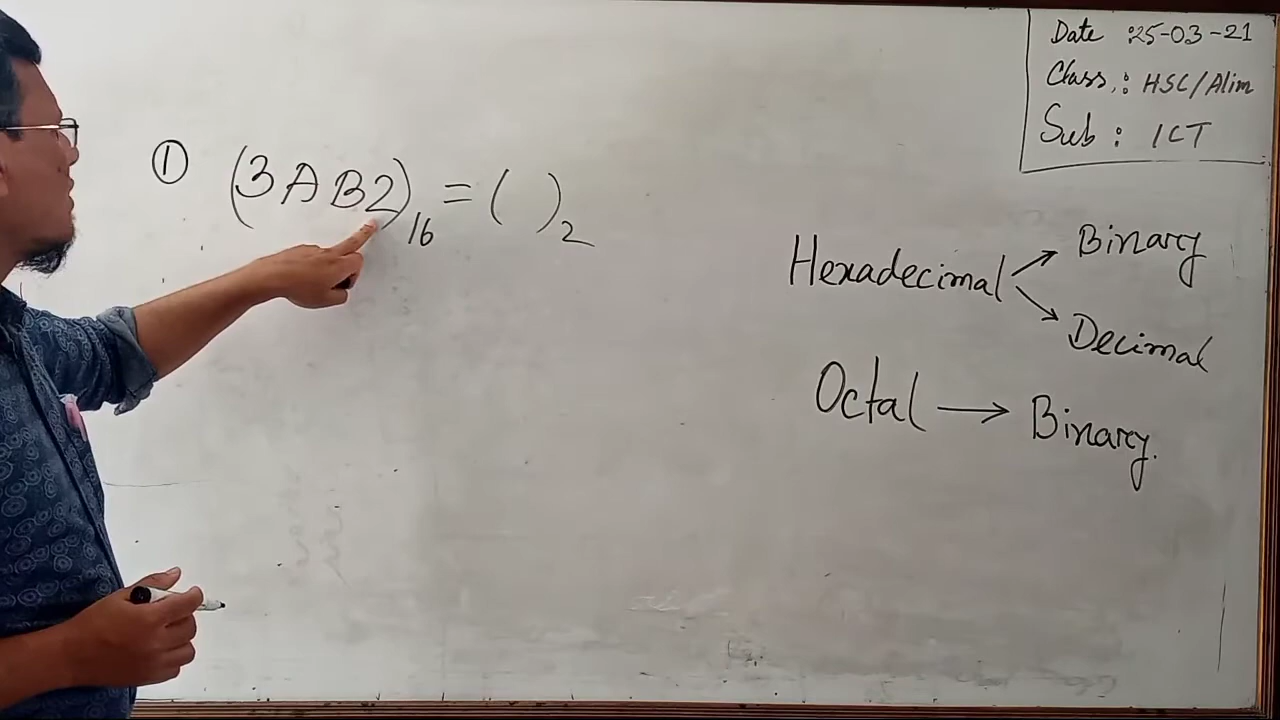 Date :25-03-21
Class,: HSC/Alim
Sub : ICT
① (3AB2)₁₆ = ( )₂
Hexadecimal → Binary
→ Decimal
Octal → Binary.